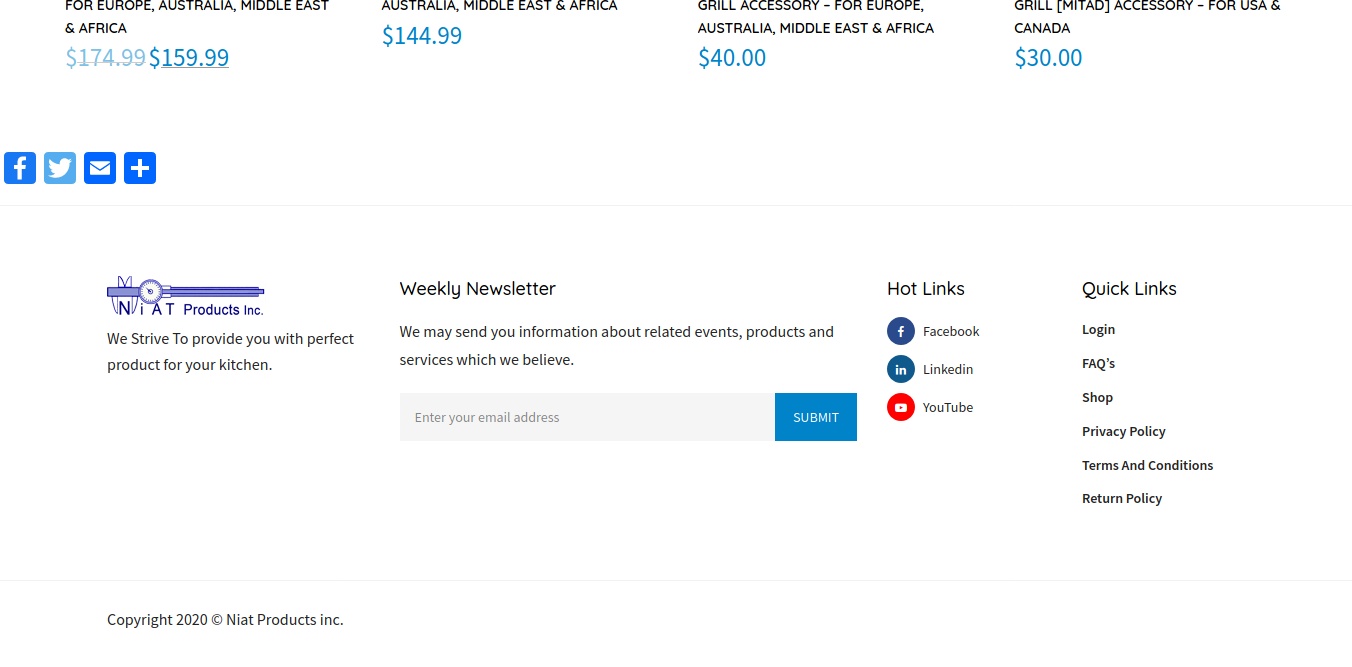 FOR EUROPE, AUSTRALIA, MIDDLE EAST
& AFRICA
$174.99 $159.99
AUSTRALIA, MIDDLE EAST & AFRICA
$144.99
GRILL ACCESSORY – FOR EUROPE,
AUSTRALIA, MIDDLE EAST & AFRICA
$40.00
GRILL [MITAD] ACCESSORY – FOR USA &
CANADA
$30.00
NiAT Products Inc.
We Strive To provide you with perfect
product for your kitchen.
Weekly Newsletter
We may send you information about related events, products and
services which we believe.
Enter your email address
SUBMIT
Hot Links
Facebook
Linkedin
YouTube
Quick Links
Login
FAQ’s
Shop
Privacy Policy
Terms And Conditions
Return Policy
Copyright 2020 © Niat Products inc.